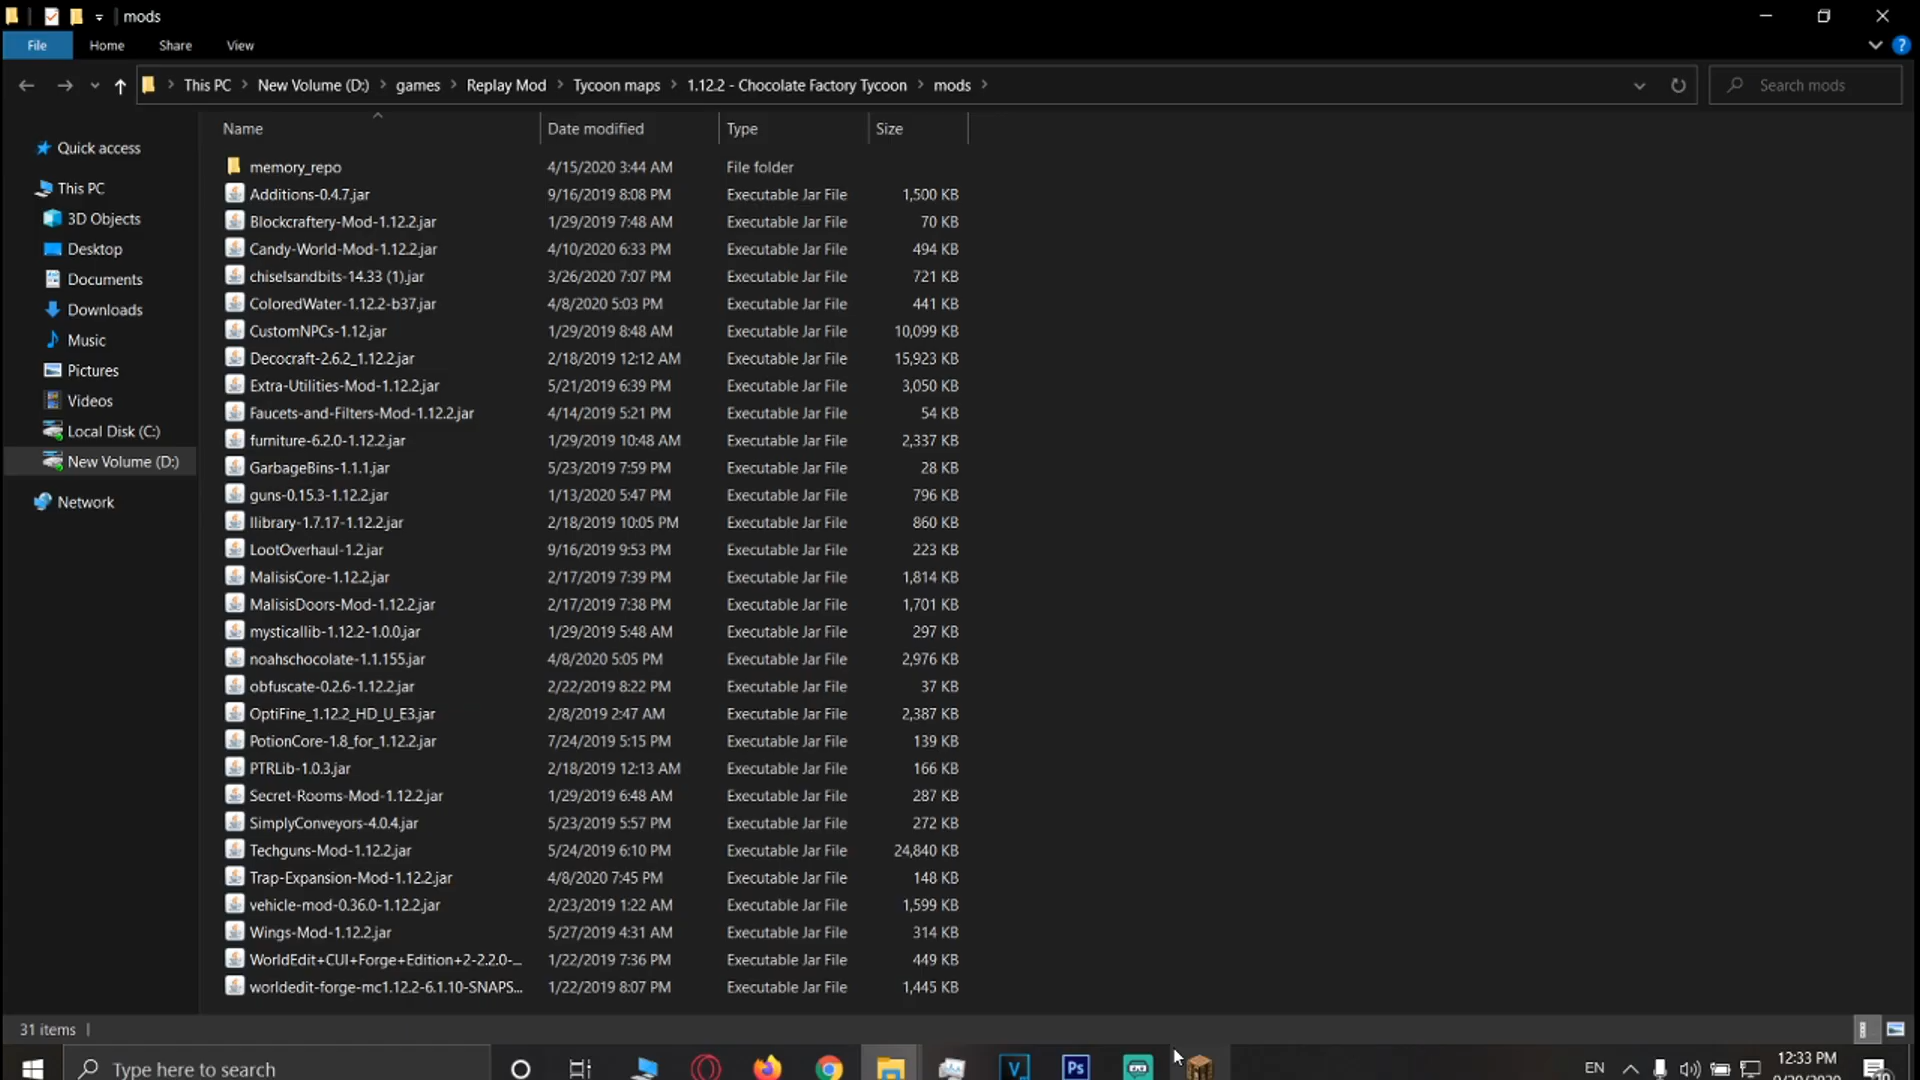 mods
File Home Share View
This PC New Volume (D:) games Replay Mod Tycoon maps 1.12.2 - Chocolate Factory Tycoon mods Search mods
Name Date modified Type Size
Quick access
This PC
3D Objects
Desktop
Documents
Downloads
Music
Pictures
Videos
Local Disk (C:)
New Volume (D:)
Network
memory_repo 4/15/2020 3:44 AM File folder
Additions-0.4.7.jar 9/16/2019 8:08 PM Executable Jar File 1,500 KB
Blockcraftery-Mod-1.12.2.jar 1/29/2019 7:48 AM Executable Jar File 70 KB
Candy-World-Mod-1.12.2.jar 4/10/2020 6:33 PM Executable Jar File 494 KB
chiselsandbits-14.33 (1).jar 3/26/2020 7:07 PM Executable Jar File 721 KB
ColoredWater-1.12.2-b37.jar 4/8/2020 5:03 PM Executable Jar File 441 KB
CustomNPCs-1.12.jar 1/29/2019 8:48 AM Executable Jar File 10,099 KB
Decocraft-2.6.2_1.12.2.jar 2/18/2019 12:12 AM Executable Jar File 15,923 KB
Extra-Utilities-Mod-1.12.2.jar 5/21/2019 6:39 PM Executable Jar File 3,050 KB
Faucets-and-Filters-Mod-1.12.2.jar 4/14/2019 5:21 PM Executable Jar File 54 KB
furniture-6.2.0-1.12.2.jar 1/29/2019 10:48 AM Executable Jar File 2,337 KB
GarbageBins-1.1.1.jar 5/23/2019 7:59 PM Executable Jar File 28 KB
guns-0.15.3-1.12.2.jar 1/13/2020 5:47 PM Executable Jar File 796 KB
llibrary-1.7.17-1.12.2.jar 2/18/2019 10:05 PM Executable Jar File 860 KB
LootOverhaul-1.2.jar 9/16/2019 9:53 PM Executable Jar File 223 KB
MalisisCore-1.12.2.jar 2/17/2019 7:39 PM Executable Jar File 1,814 KB
MalisisDoors-Mod-1.12.2.jar 2/17/2019 7:38 PM Executable Jar File 1,701 KB
mysticallib-1.12.2-1.0.0.jar 1/29/2019 5:48 AM Executable Jar File 297 KB
noahschocolate-1.1.155.jar 4/8/2020 5:05 PM Executable Jar File 2,976 KB
obfuscate-0.2.6-1.12.2.jar 2/22/2019 8:22 PM Executable Jar File 37 KB
OptiFine_1.12.2_HD_U_E3.jar 2/8/2019 2:47 AM Executable Jar File 2,387 KB
PotionCore-1.8_for_1.12.2.jar 7/24/2019 5:15 PM Executable Jar File 139 KB
PTRLib-1.0.3.jar 2/18/2019 12:13 AM Executable Jar File 166 KB
Secret-Rooms-Mod-1.12.2.jar 1/29/2019 6:48 AM Executable Jar File 287 KB
SimplyConveyors-4.0.4.jar 5/23/2019 5:57 PM Executable Jar File 272 KB
Techguns-Mod-1.12.2.jar 5/24/2019 6:10 PM Executable Jar File 24,840 KB
Trap-Expansion-Mod-1.12.2.jar 4/8/2020 7:45 PM Executable Jar File 148 KB
vehicle-mod-0.36.0-1.12.2.jar 2/23/2019 1:22 AM Executable Jar File 1,599 KB
Wings-Mod-1.12.2.jar 5/27/2019 4:31 AM Executable Jar File 314 KB
WorldEdit+CUI+Forge+Edition+2-2.2.0-... 1/22/2019 7:36 PM Executable Jar File 449 KB
worldedit-forge-mc1.12.2-6.1.10-SNAPS... 1/22/2019 8:07 PM Executable Jar File 1,445 KB
31 items
Type here to search V Ps EN 12:33 PM